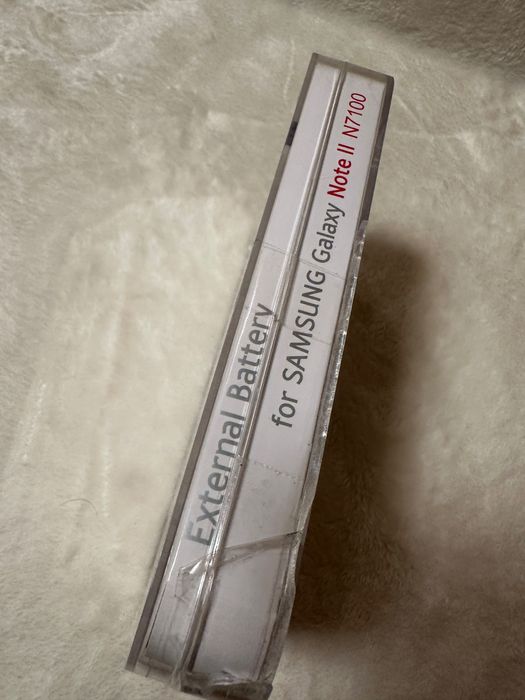 External Battery
for SAMSUNG Galaxy Note II N7100